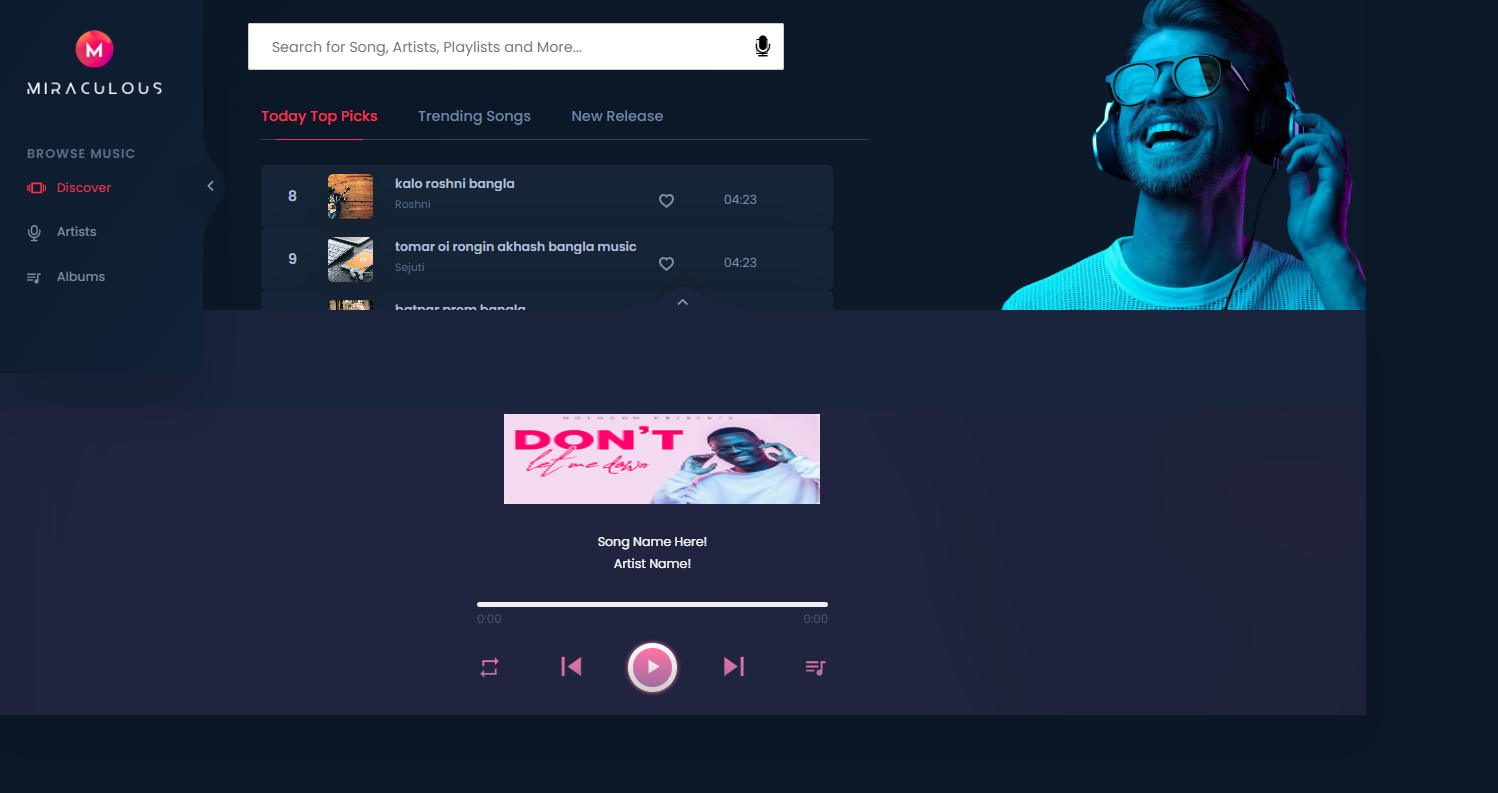 M
MIRACULOUS
BROWSE MUSIC
Discover
Artists
Albums
Search for Song, Artists, Playlists and More...
Today Top Picks
Trending Songs
New Release
8
kalo roshni bangla
Roshni
04:23
9
tomar oi rongin akhash bangla music
Sejuti
04:23
prem bangla
DON'T
let me down
Song Name Here!
Artist Name!
0:00
0:00